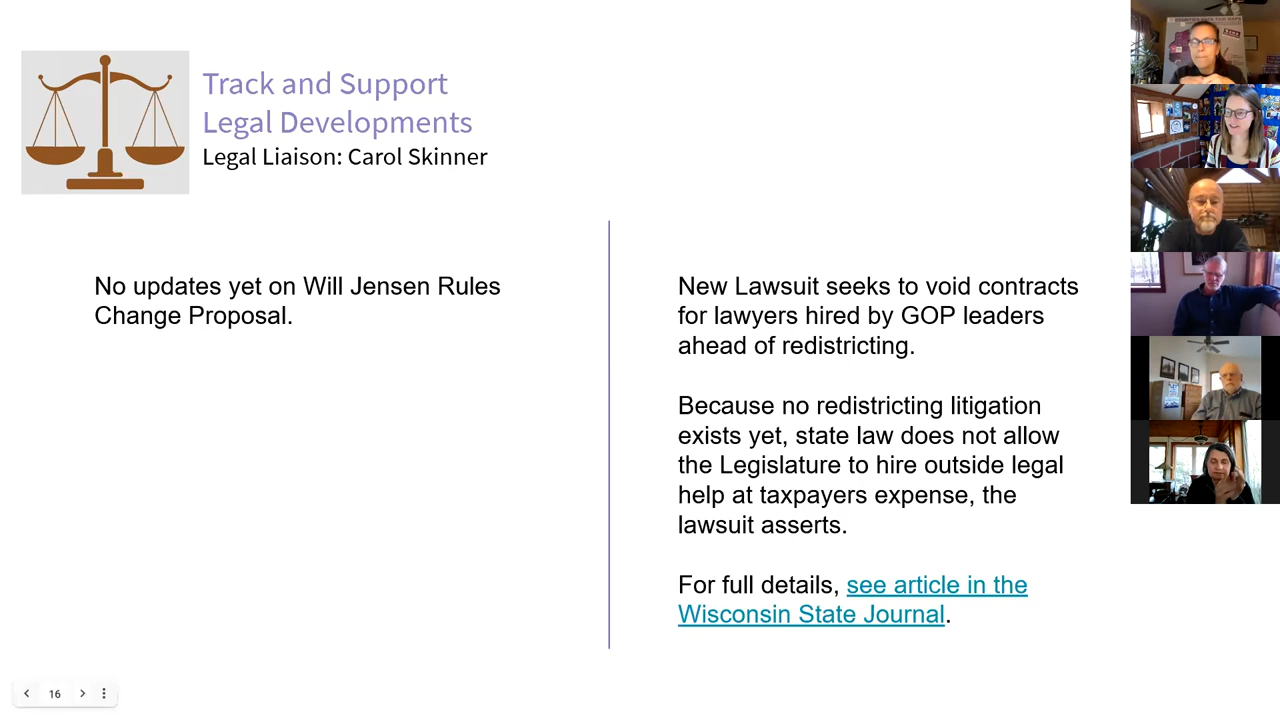 Track and Support
Legal Developments
Legal Liaison: Carol Skinner
No updates yet on Will Jensen Rules
Change Proposal.
New Lawsuit seeks to void contracts
for lawyers hired by GOP leaders
ahead of redistricting.
Because no redistricting litigation
exists yet, state law does not allow
the Legislature to hire outside legal
help at taxpayers expense, the
lawsuit asserts.
For full details, see article in the
Wisconsin State Journal.
16